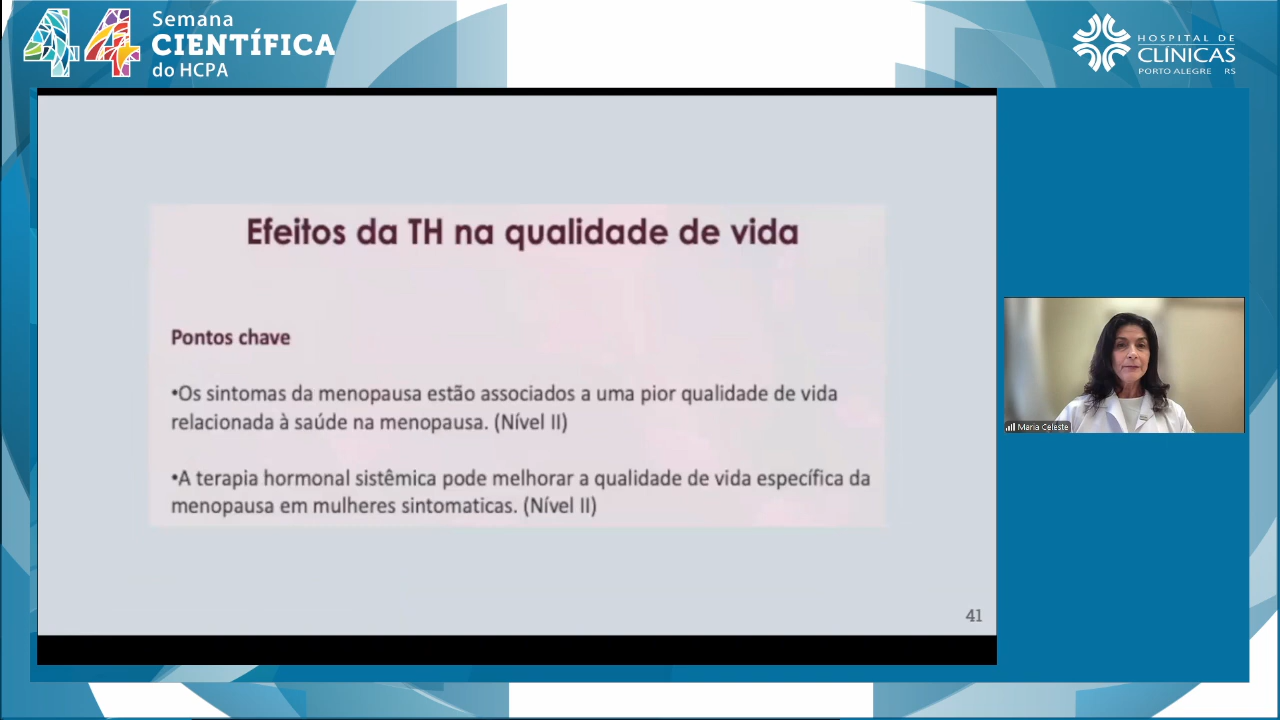 44
Semana
CIENTÍFICA
do HCPA
HOSPITAL DE
CLÍNICAS
PORTO ALEGRE RS
Efeitos da TH na qualidade de vida
Pontos chave
•Os sintomas da menopausa estão associados a uma pior qualidade de vida
relacionada à saúde na menopausa. (Nível II)
•A terapia hormonal sistêmica pode melhorar a qualidade de vida específica da
menopausa em mulheres sintomaticas. (Nível II)
41
Maria Celeste